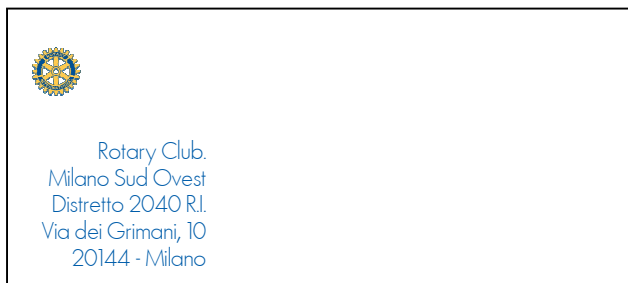 Rotary Club.
Milano Sud Ovest
Distretto 2040 R.I.
Via dei Grimani, 10
20144 - Milano